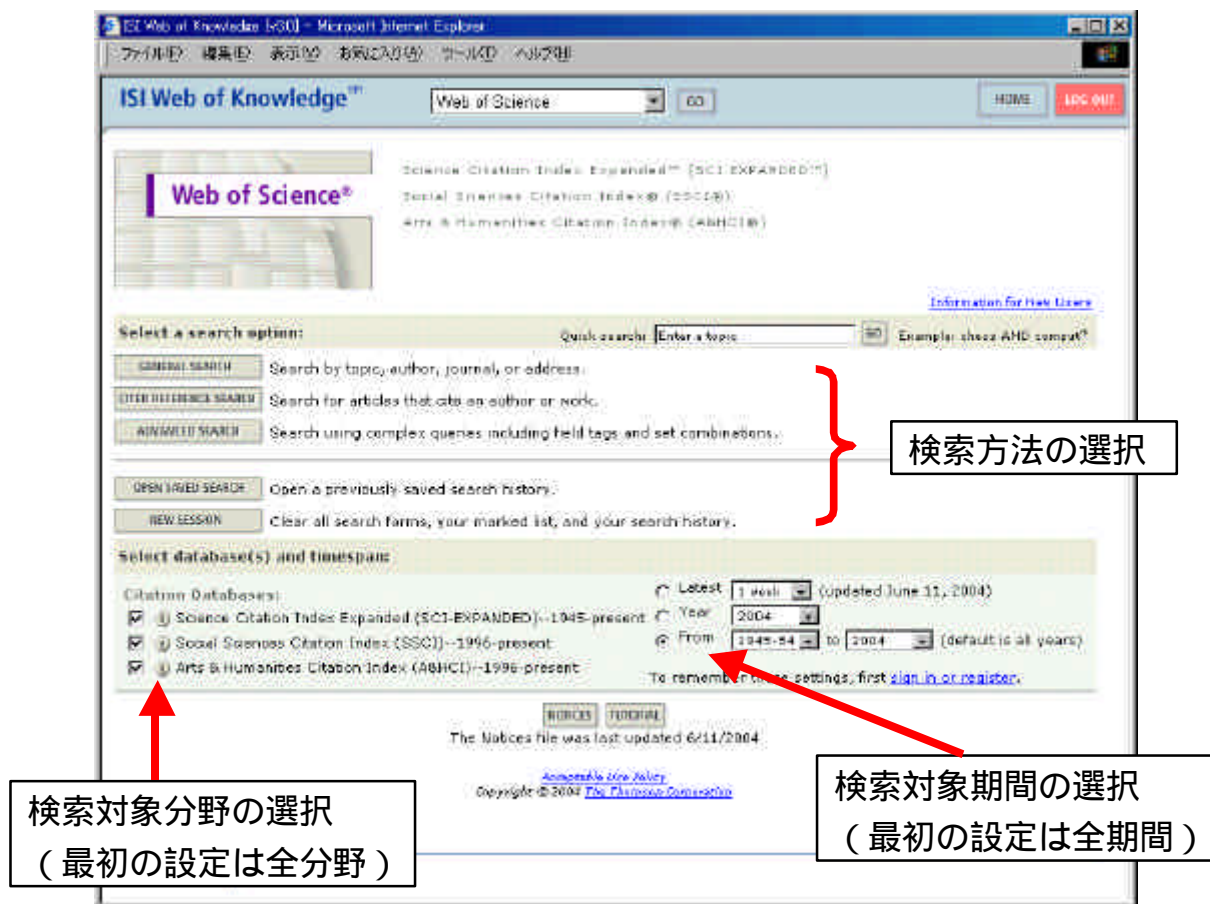 ISI Web of Knowledge [v3.0] - Microsoft Internet Explorer
ファイル(F) 編集(E) 表示(V) お気に入り(A) ツール(T) ヘルプ(H)
ISI Web of Knowledge℠
Web of Science
GO
HOME
LOG OUT
Web of Science®
Science Citation Index Expanded™ (SCI-EXPANDED™)
Social Sciences Citation Index® (SSCI®)
Arts & Humanities Citation Index® (A&HCI®)
Information for New Users
Select a search option:
Quick search: Enter a topic GO Example: chess AND comput*
GENERAL SEARCH Search by topic, author, journal, or address.
CITED REFERENCE SEARCH Search for articles that cite an author or work.
ADVANCED SEARCH Search using complex queries including field tags and set combinations.
検索方法の選択
OPEN SAVED SEARCH Open a previously saved search history.
NEW SESSION Clear all search forms, your marked list, and your search history.
Select database(s) and timespan:
Citation Databases:
Science Citation Index Expanded (SCI-EXPANDED)--1945-present
Social Sciences Citation Index (SSCI)--1996-present
Arts & Humanities Citation Index (A&HCI)--1996-present
Latest 1 week (updated June 11, 2004)
Year 2004
From 1945-54 to 2004 (default is all years)
To remember these settings, first sign in or register.
NOTICES TUTORIAL
The Notices file was last updated 6/11/2004
Acceptable Use Policy
Copyright © 2004 The Thomson Corporation
検索対象分野の選択
(最初の設定は全分野)
検索対象期間の選択
(最初の設定は全期間)